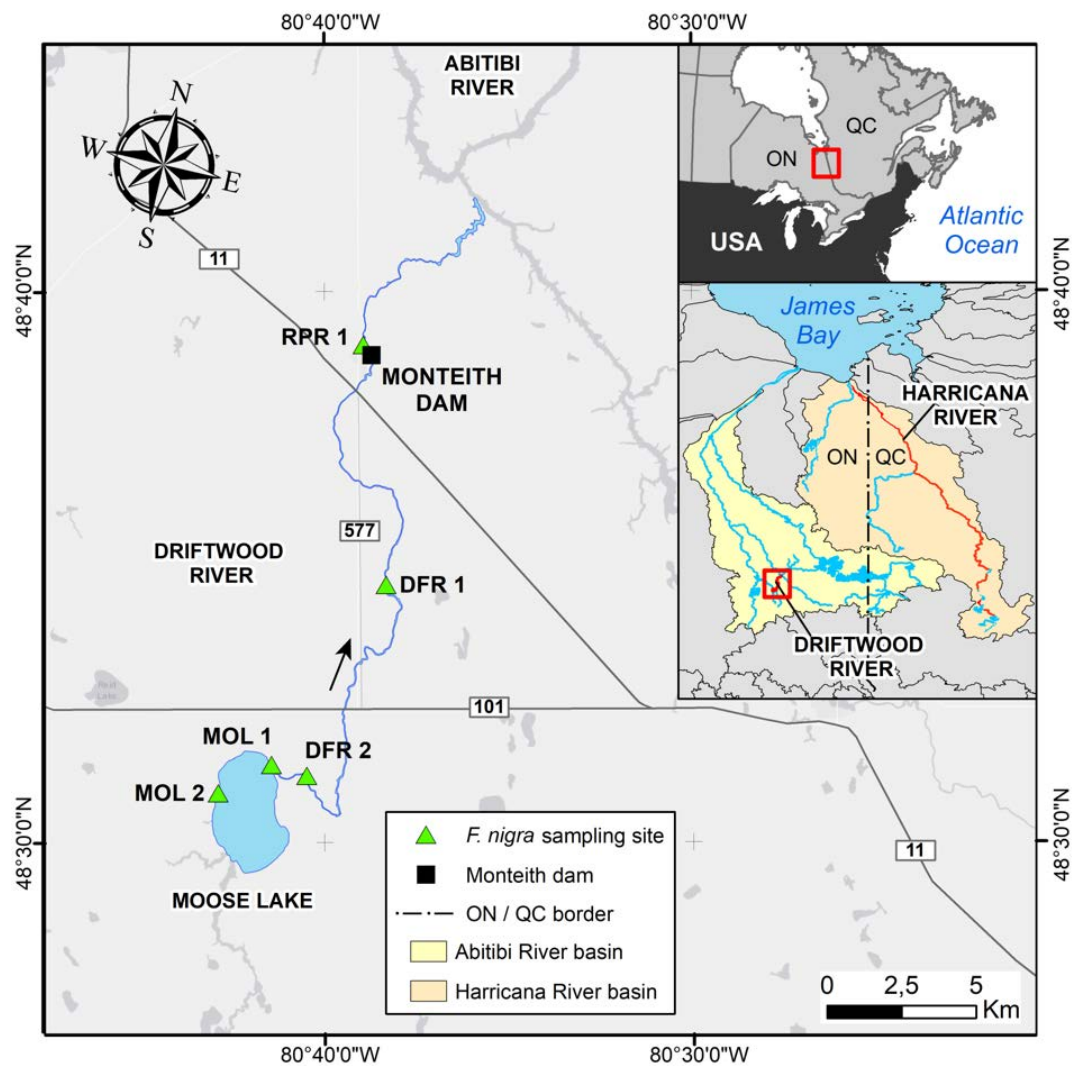 80°40'0"W
80°30'0"W
ABITIBI
RIVER
N
W
E
S
QC
ON
USA
Atlantic
Ocean
11
48°40'0"N
48°40'0"N
James
Bay
RPR 1
MONTEITH
DAM
HARRICANA
RIVER
ON
QC
577
DRIFTWOOD
RIVER
DFR 1
DRIFTWOOD
RIVER
Reid
Lake
101
MOL 1
DFR 2
MOL 2
48°30'0"N
48°30'0"N
11
MOOSE LAKE
F. nigra sampling site
Monteith dam
ON / QC border
Abitibi River basin
Harricana River basin
0
2,5
5
Km
80°40'0"W
80°30'0"W